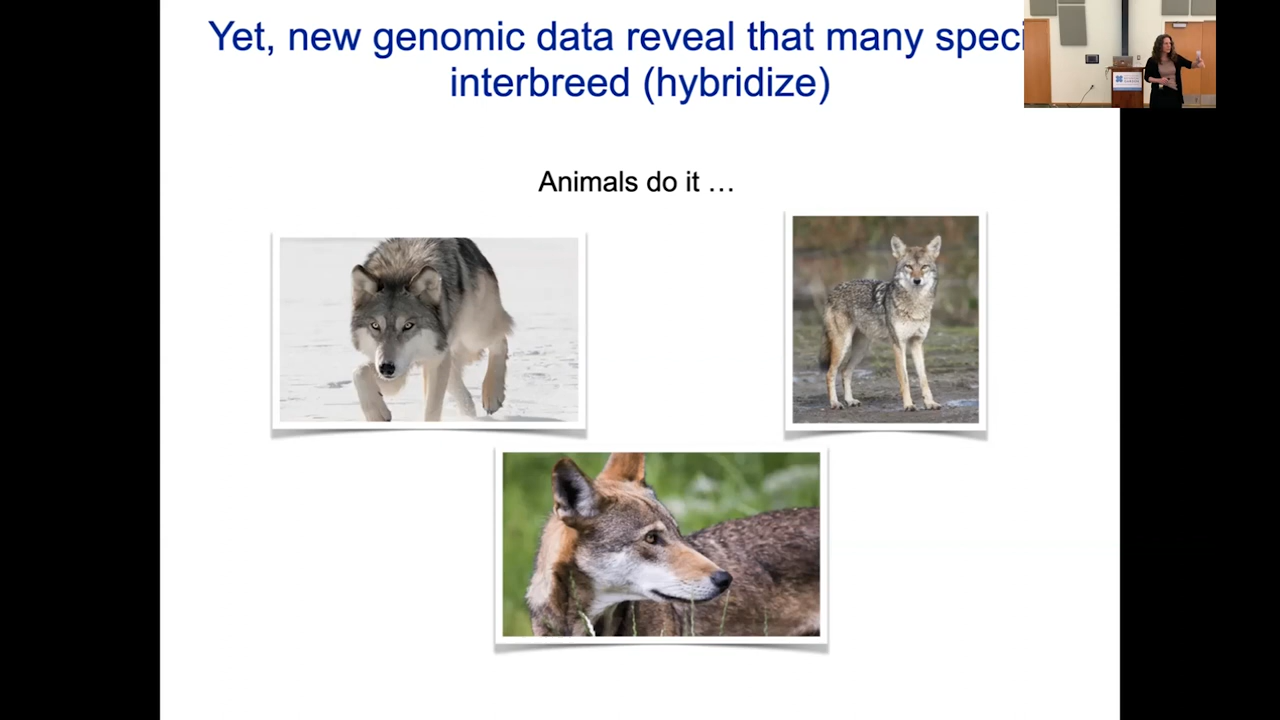 Yet, new genomic data reveal that many speci
interbreed (hybridize)
Animals do it …